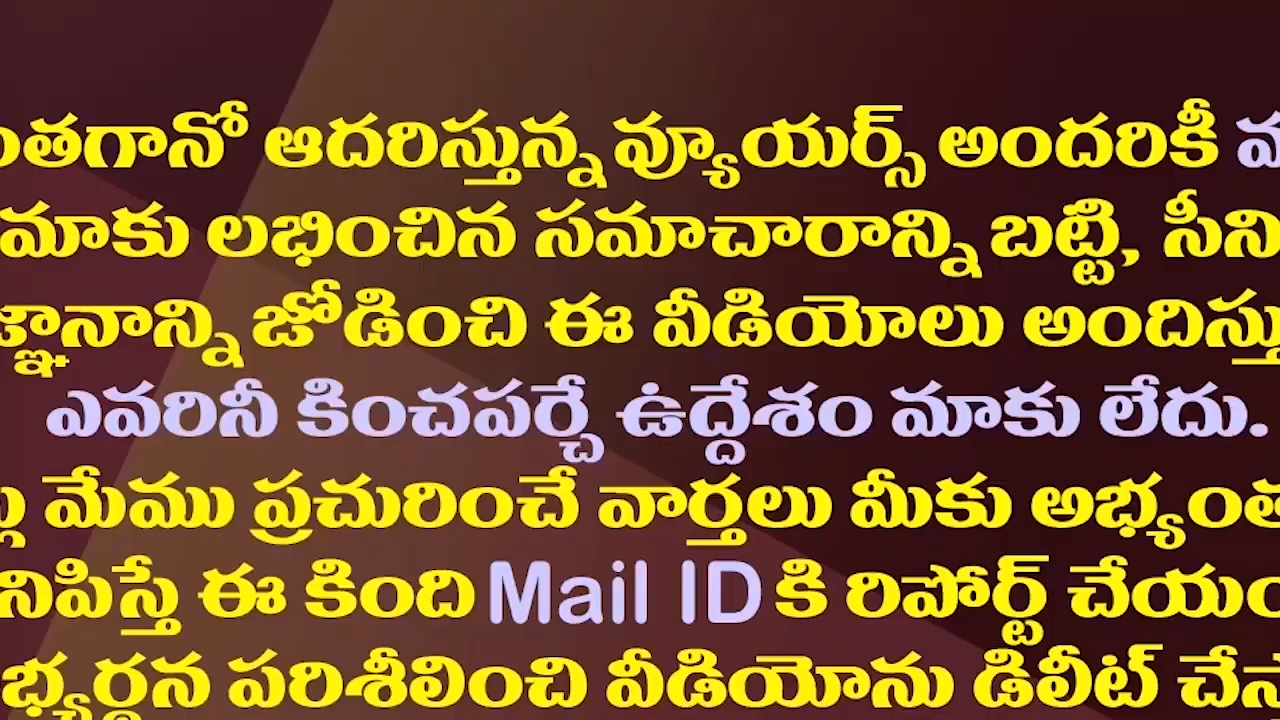 ంతగానో ఆదరిస్తున్న వ్యూయర్స్ అందరికీ
మాకు లభించిన సమాచారాన్ని బట్టి, సీని
జ్ఞానాన్ని జోడించి ఈ వీడియోలు అందిస్తు
ఎవరినీ కించపర్చే ఉద్దేశం మాకు లేదు.
మేము ప్రచురించే వార్తలు మీకు అభ్యంత
నిపిస్తే ఈ కింది Mail ID కి రిపోర్ట్ చేయం
భ్యర్థన పరిశీలించి వీడియోను డిలీట్ చేస